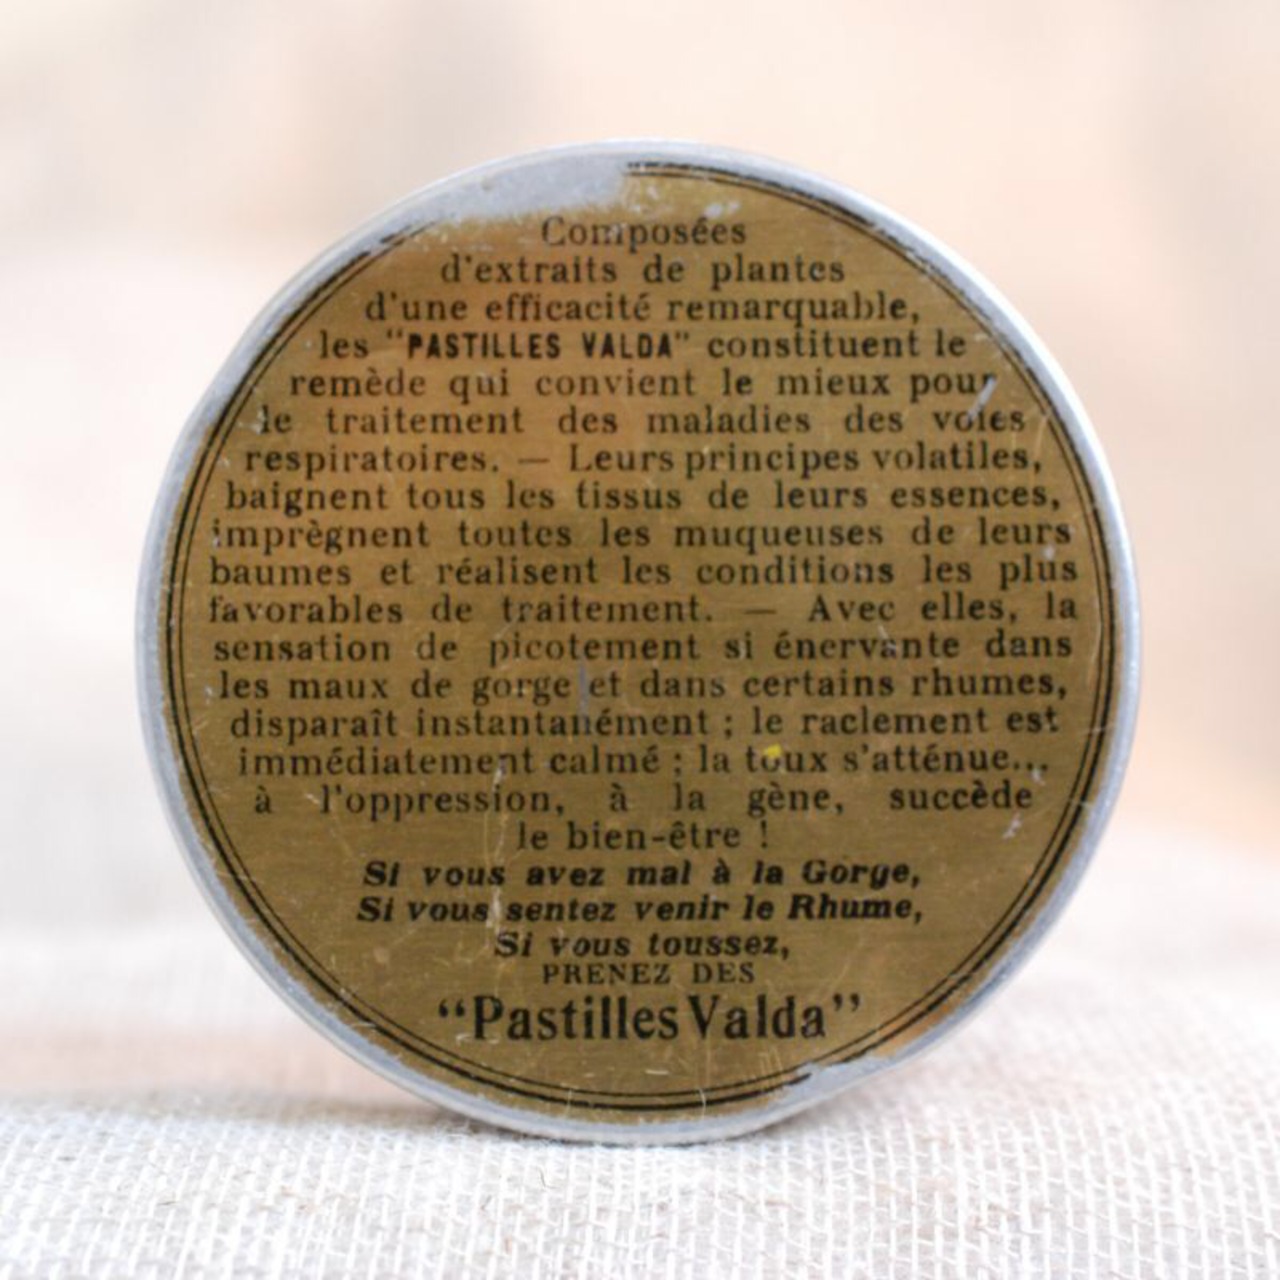 Composées
d'extraits de plantes
d'une efficacité remarquable,
les "PASTILLES VALDA" constituent le
remède qui convient le mieux pour
le traitement des maladies des voies
respiratoires. — Leurs principes volatiles,
baignent tous les tissus de leurs essences,
imprègnent toutes les muqueuses de leurs
baumes et réalisent les conditions les plus
favorables de traitement. — Avec elles, la
sensation de picotement si énervante dans
les maux de gorge et dans certains rhumes,
disparaît instantanément ; le raclement est
immédiatement calmé ; la toux s'atténue...
à l'oppression, à la gène, succède
le bien-être !
Si vous avez mal à la Gorge,
Si vous sentez venir le Rhume,
Si vous toussez,
PRENEZ DES
“Pastilles Valda”